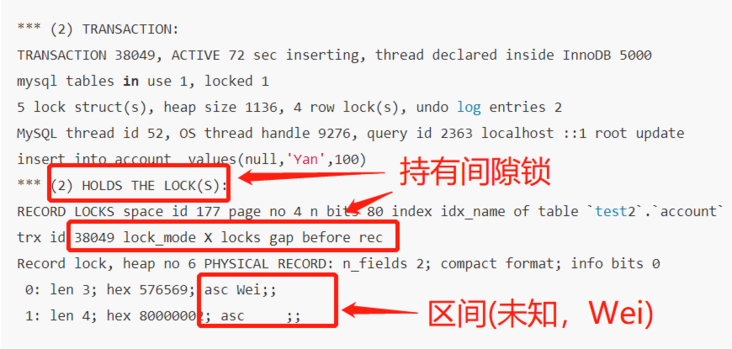 *** (2) TRANSACTION:
TRANSACTION 38049, ACTIVE 72 sec inserting, thread declared inside InnoDB 5000
mysql tables in use 1, locked 1
5 lock struct(s), heap size 1136, 4 row lock(s), undo log entries 2
MySQL thread id 52, OS thread handle 9276, query id 2363 localhost ::1 root update
insert into account values(null,'Yan',100)
*** (2) HOLDS THE LOCK(S):
持有间隙锁
RECORD LOCKS space id 177 page no 4 n bits 80 index idx_name of table `test2`.`account`
trx id 38049 lock_mode X locks gap before rec
Record lock, heap no 6 PHYSICAL RECORD: n_fields 2; compact format; info bits 0
0: len 3; hex 576569; asc Wei;;
1: len 4; hex 80000002; asc ;;
区间(未知，Wei)